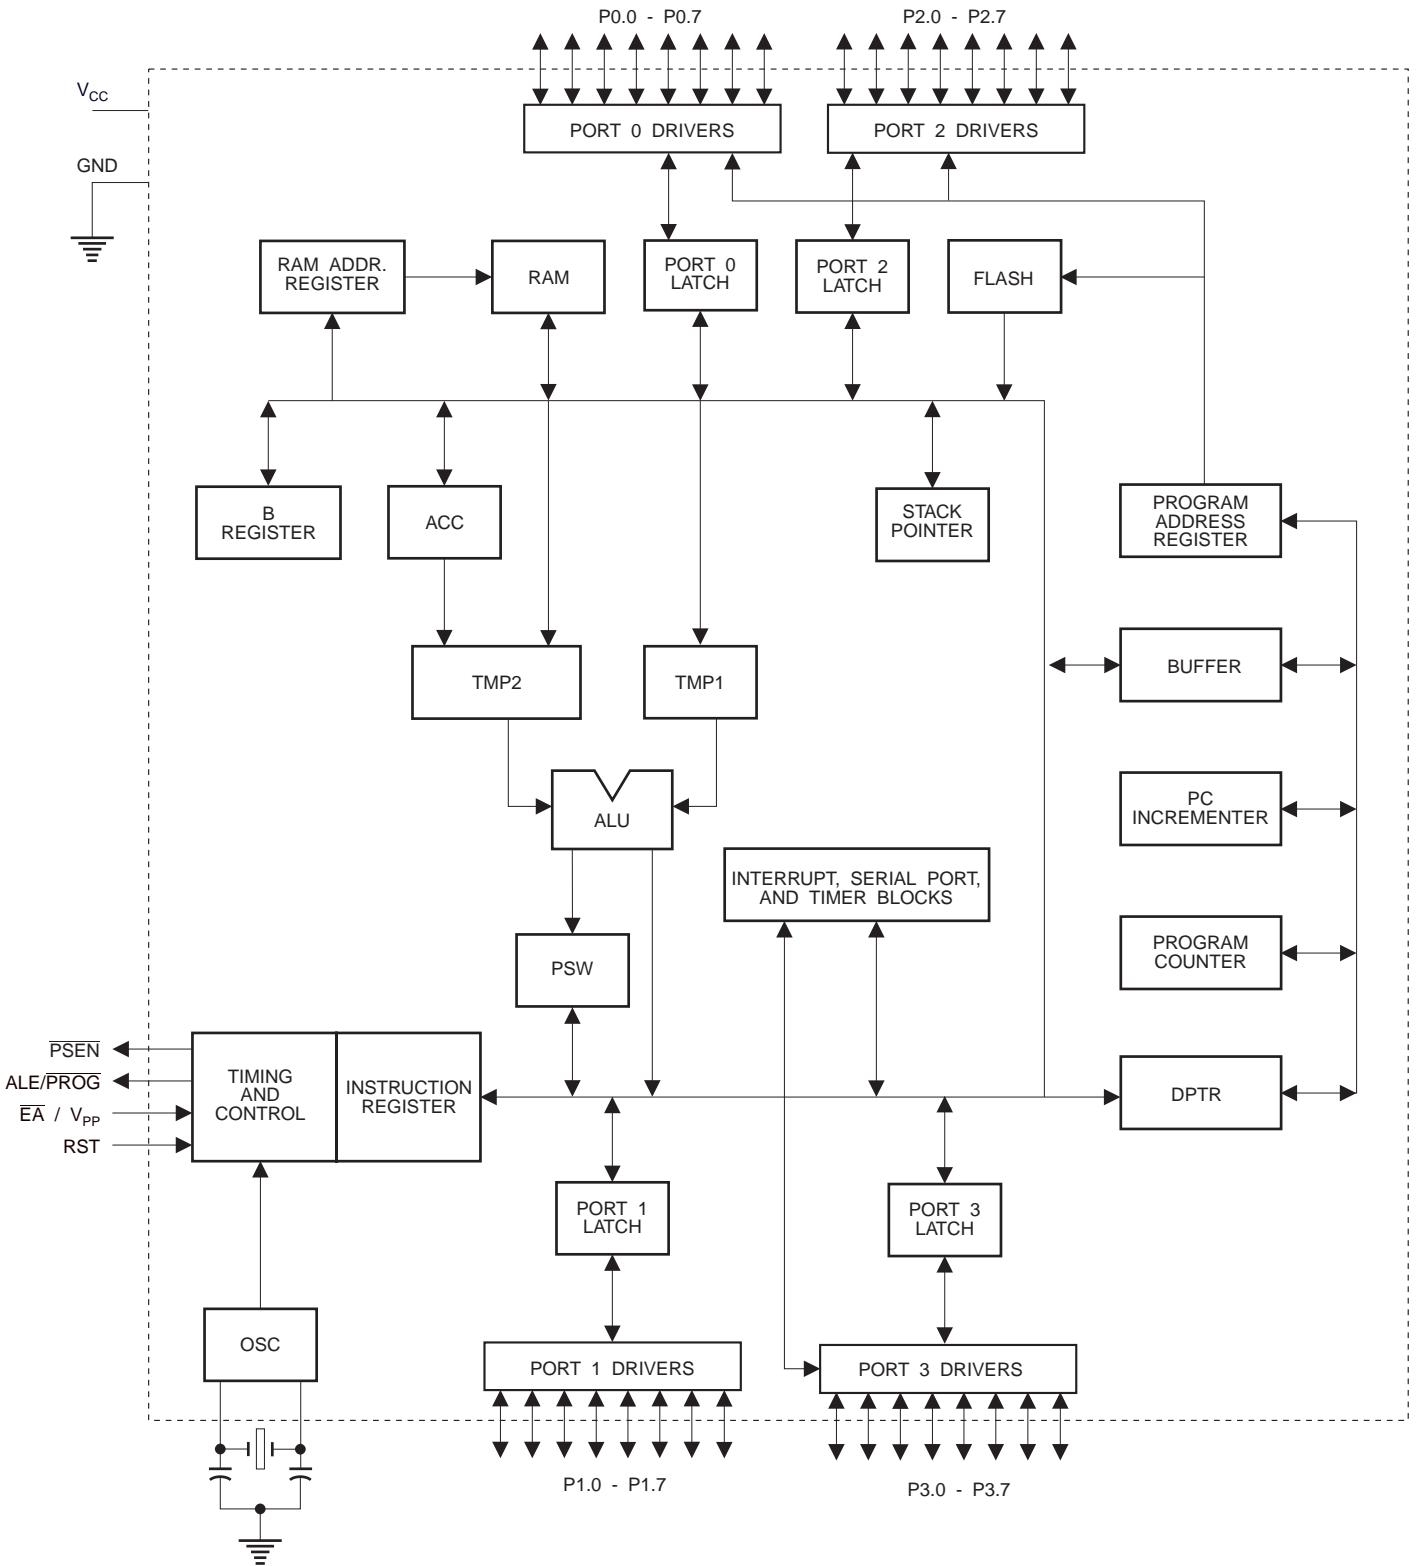 P0.0 - P0.7
P2.0 - P2.7
VCC
GND
PORT 0 DRIVERS
PORT 2 DRIVERS
RAM ADDR.
REGISTER
RAM
PORT 0
LATCH
PORT 2
LATCH
FLASH
B
REGISTER
ACC
STACK
POINTER
PROGRAM
ADDRESS
REGISTER
BUFFER
TMP2
TMP1
ALU
PC
INCREMENTER
INTERRUPT, SERIAL PORT,
AND TIMER BLOCKS
PROGRAM
COUNTER
PSW
PSEN
ALE/PROG
EA / VPP
RST
TIMING
AND
CONTROL
INSTRUCTION
REGISTER
DPTR
PORT 1
LATCH
PORT 3
LATCH
OSC
PORT 1 DRIVERS
PORT 3 DRIVERS
P1.0 - P1.7
P3.0 - P3.7